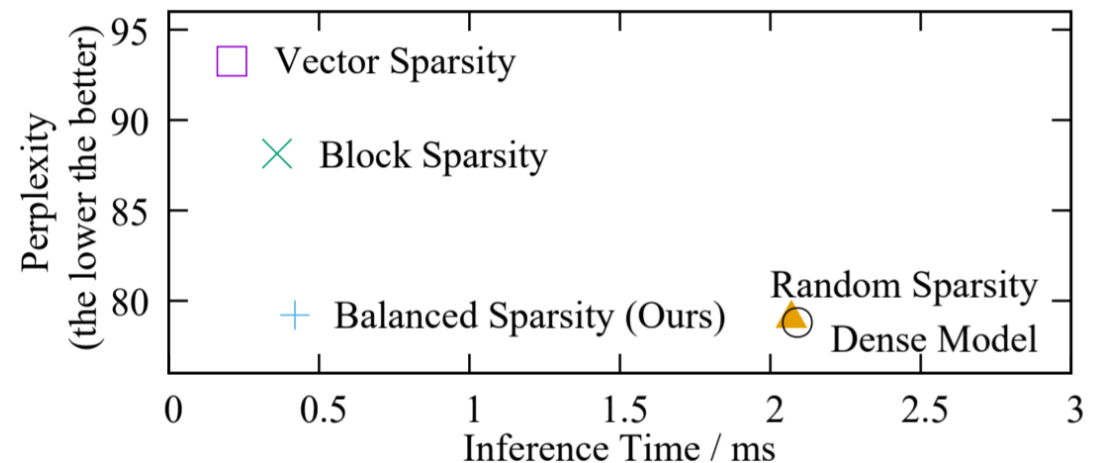 Perplexity
(the lower the better)
95
90
85
80
Vector Sparsity
Block Sparsity
Balanced Sparsity (Ours)
Random Sparsity
Dense Model
0 0.5 1 1.5 2 2.5 3
Inference Time / ms